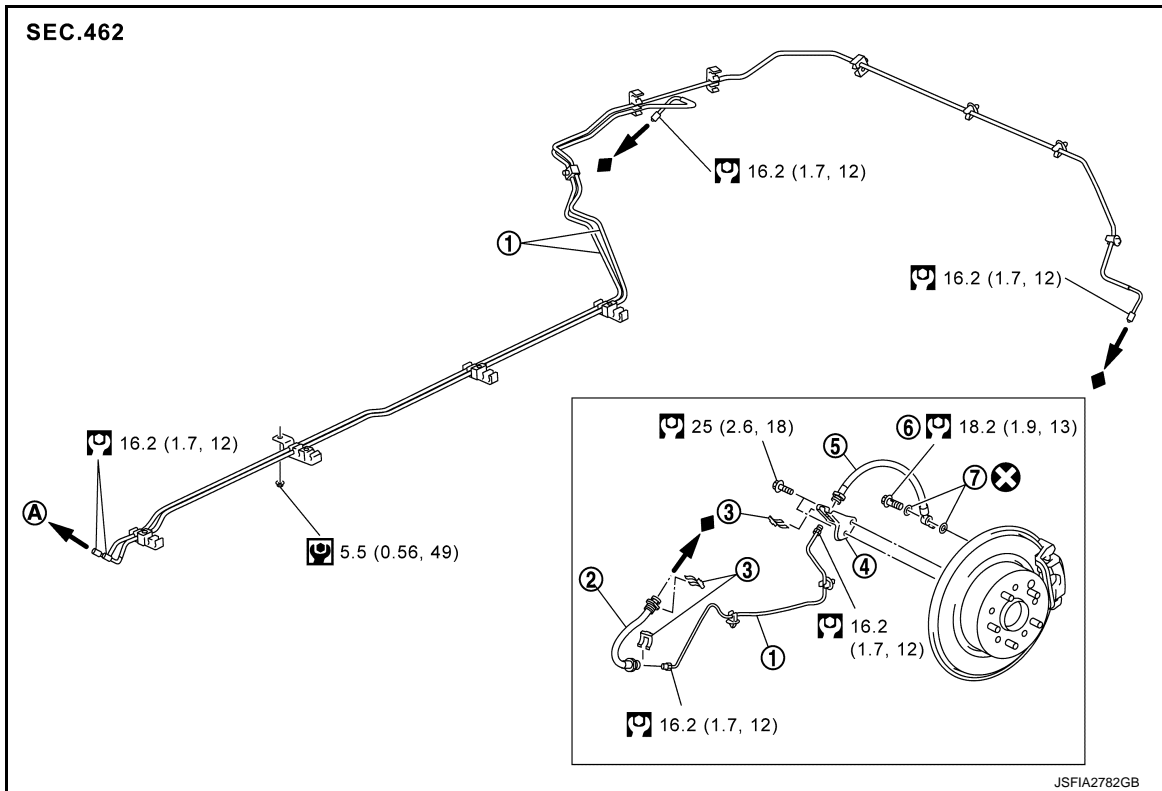 SEC.462
16.2 (1.7, 12)
1
16.2 (1.7, 12)
16.2 (1.7, 12)
A
5.5 (0.56, 49)
25 (2.6, 18)
6 18.2 (1.9, 13)
5
7
3
4
3
2
16.2
(1.7, 12)
1
16.2 (1.7, 12)
JSFIA2782GB